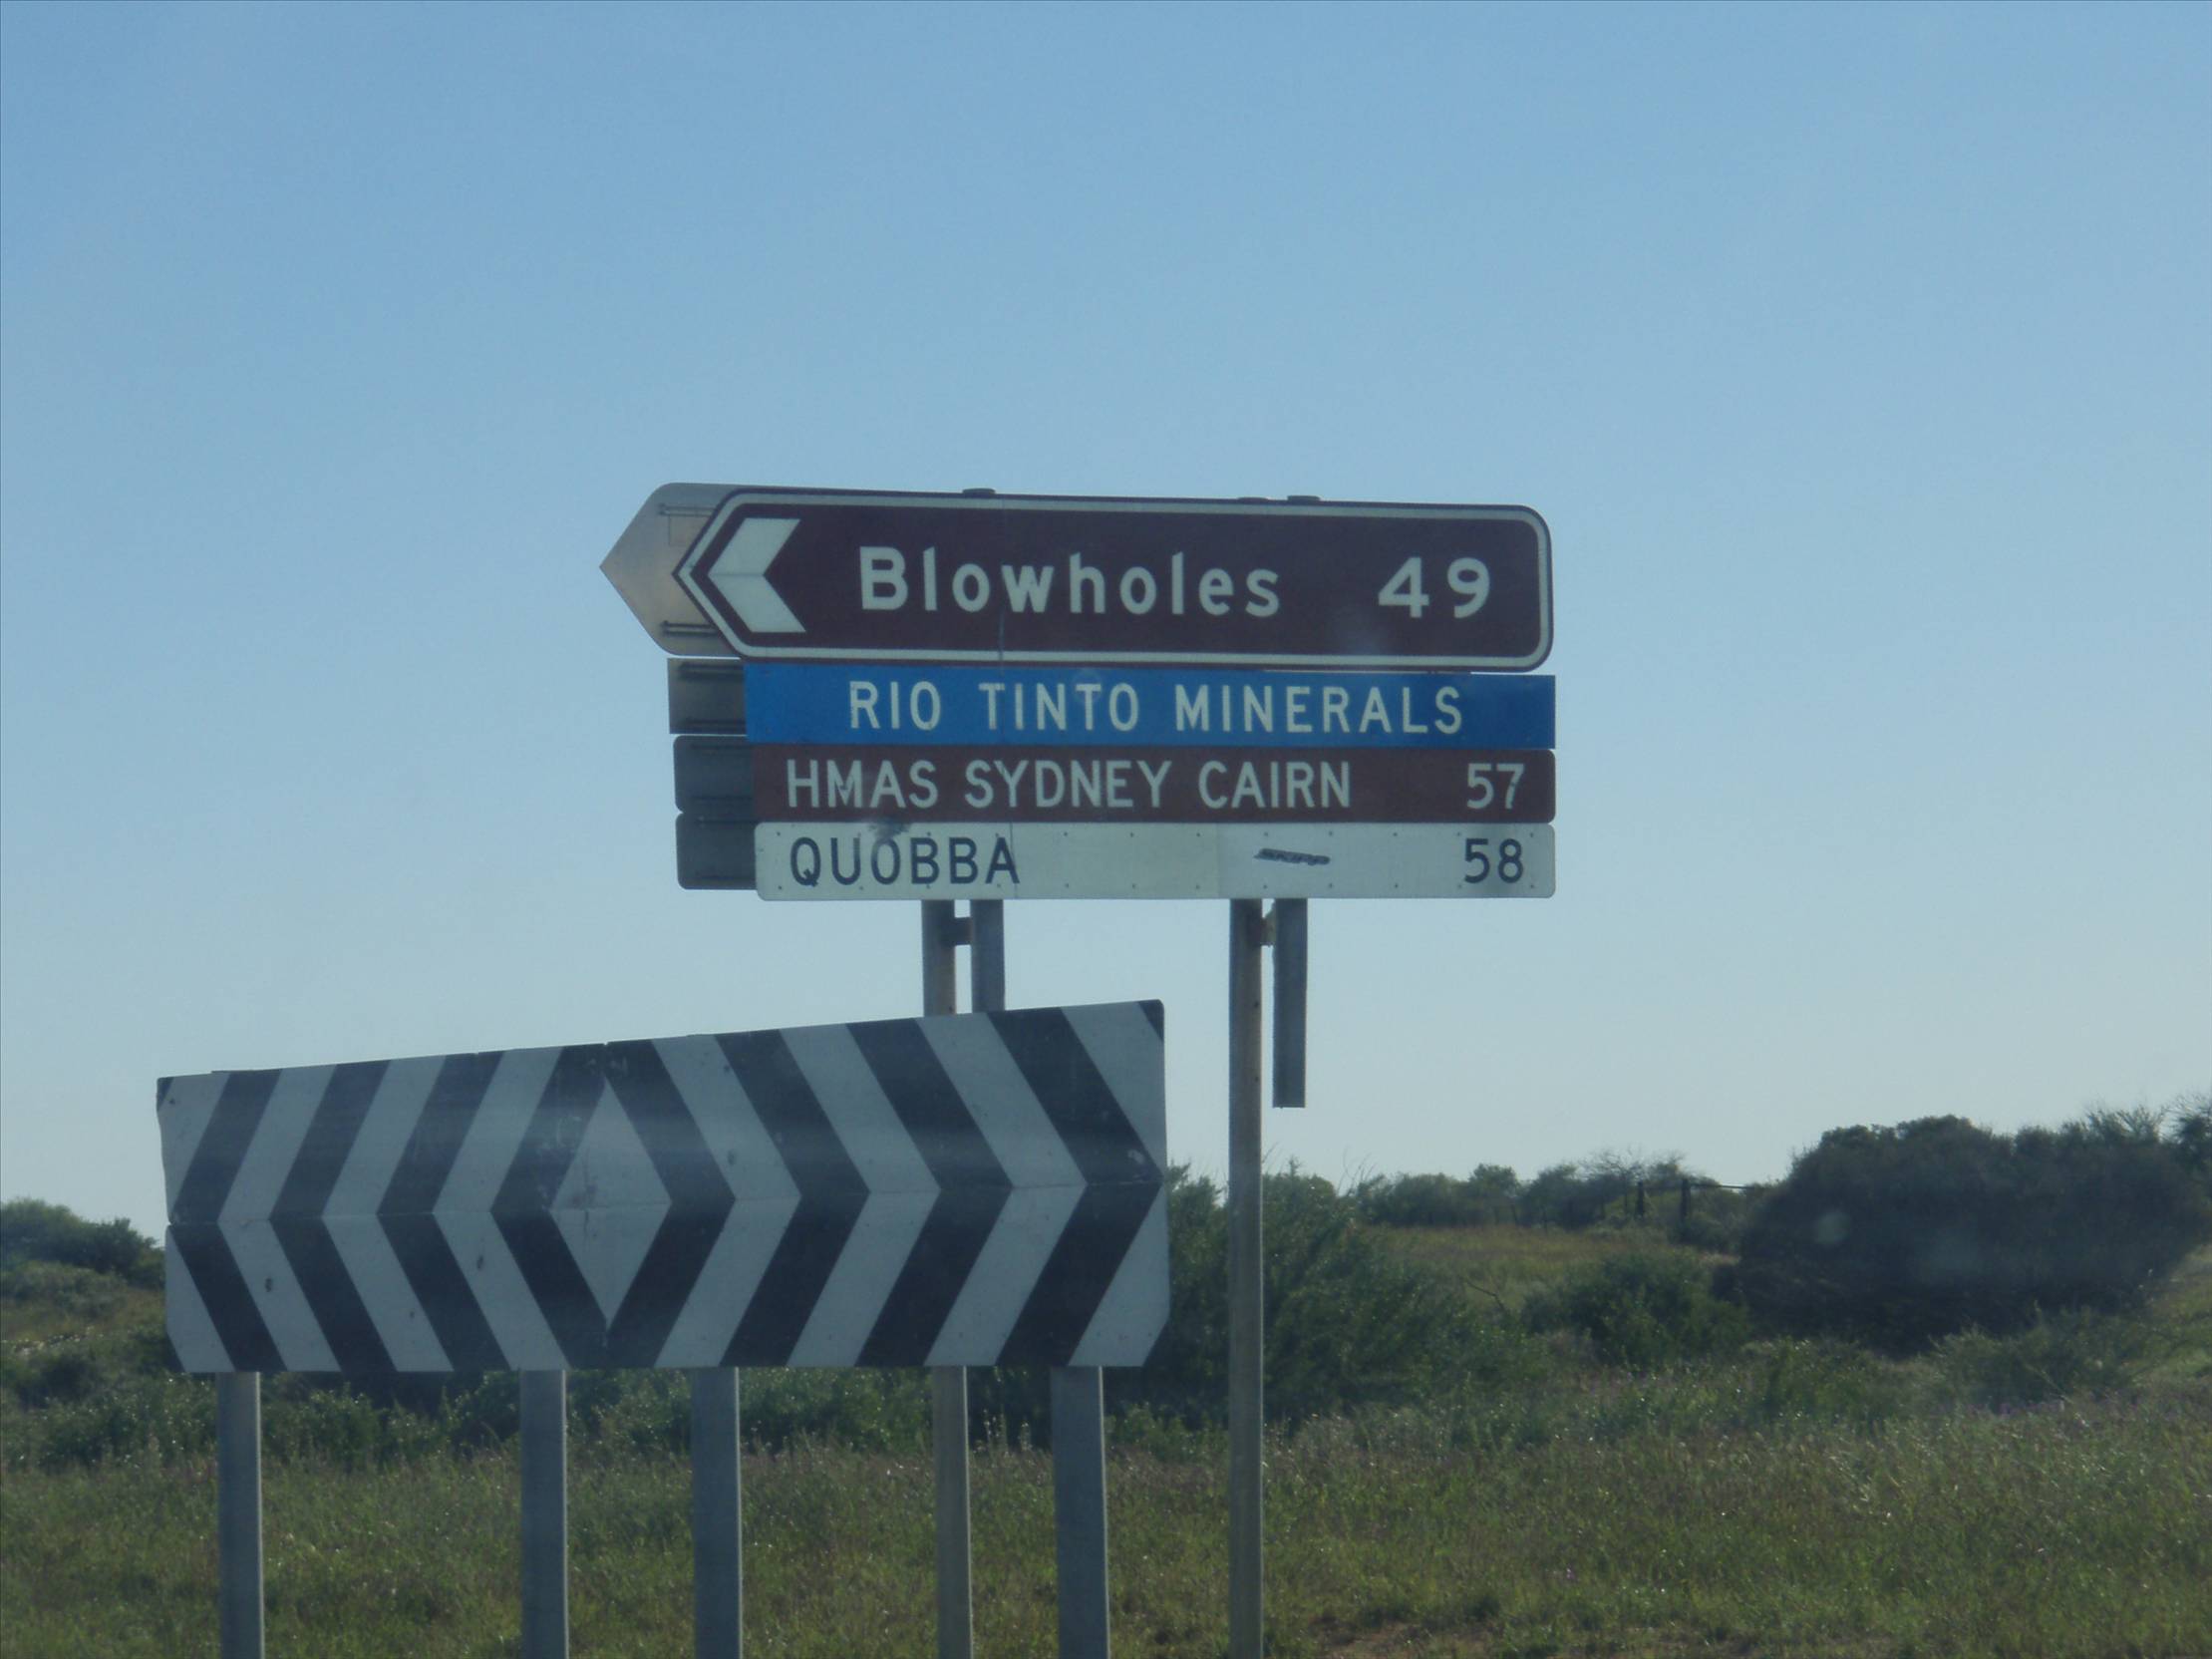 Blowholes 49
RIO TINTO MINERALS
HMAS SYDNEY CAIRN 57
QUOBBA 58